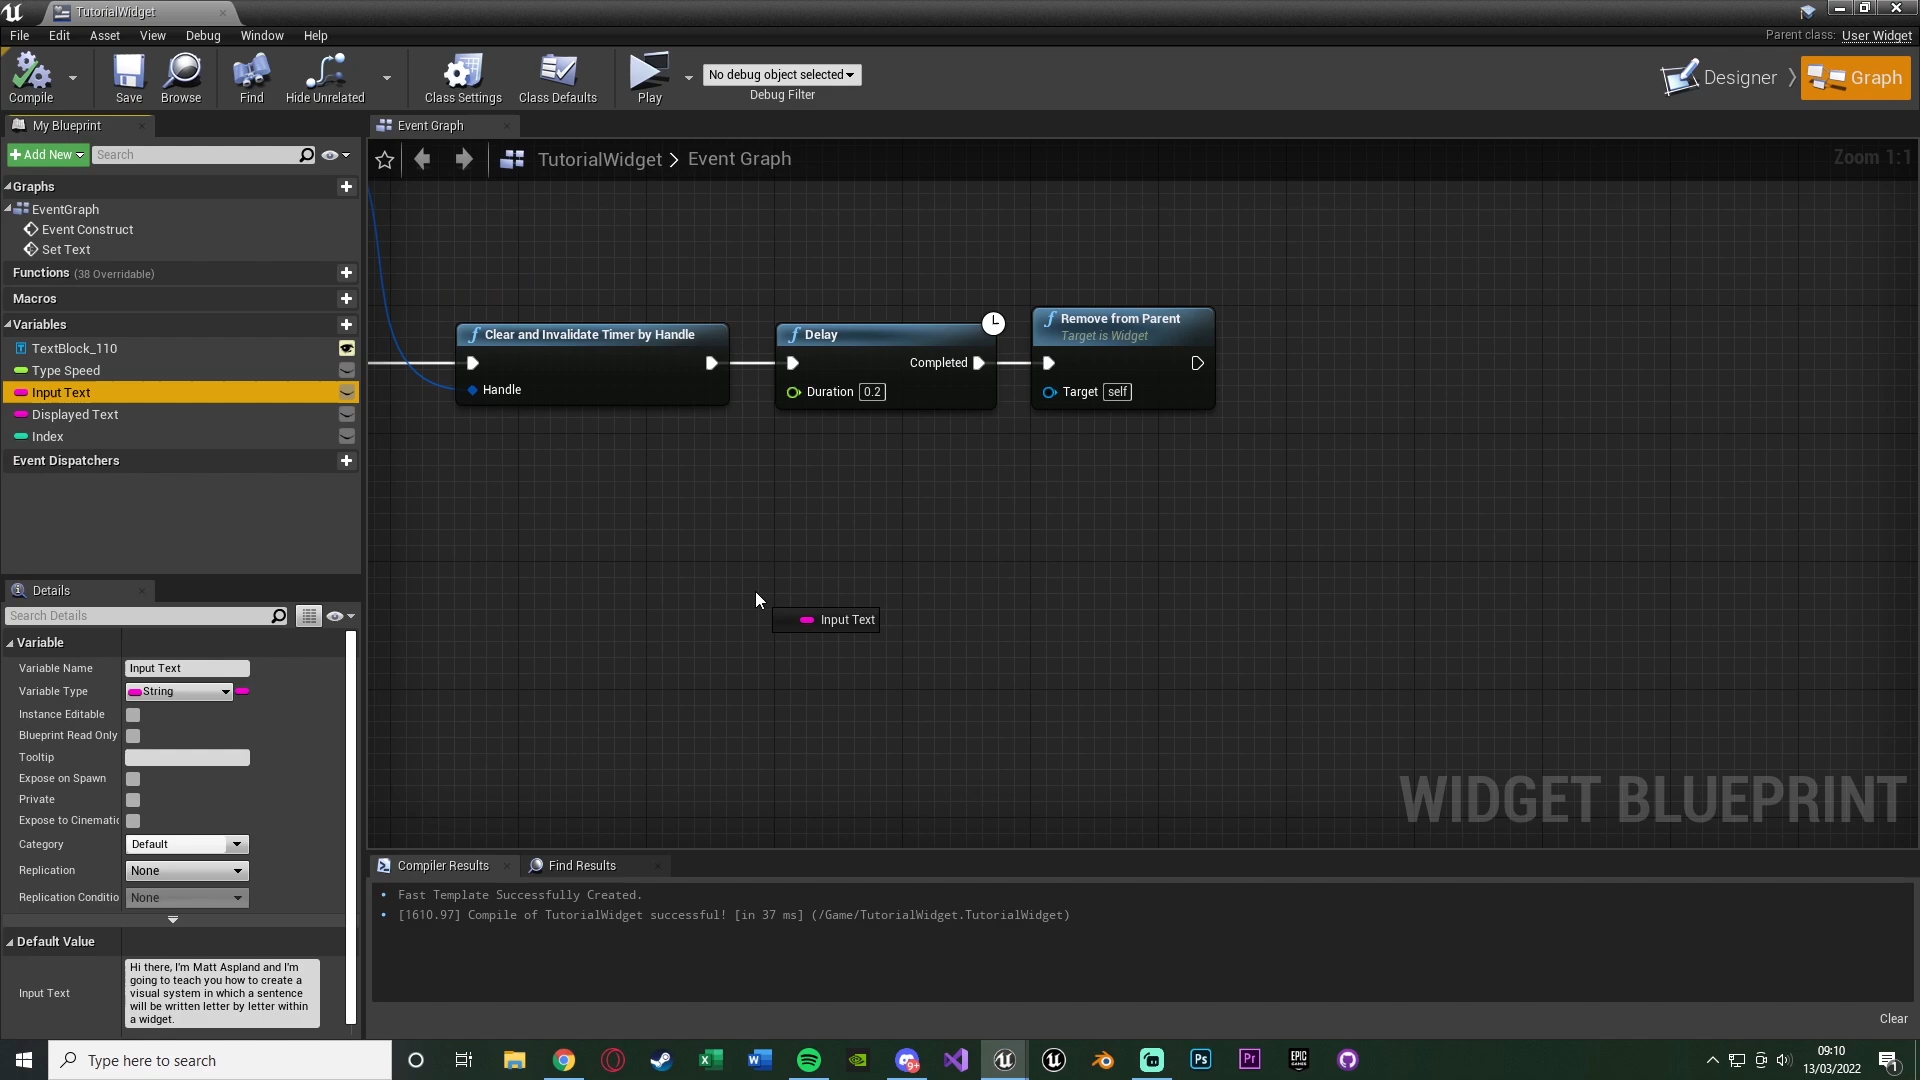 TutorialWidget
File Edit Asset View Debug Window Help
Parent class: User Widget
Compile Save Browse Find Hide Unrelated Class Settings Class Defaults Play
No debug object selected
Debug Filter
Designer Graph
My Blueprint
Event Graph
Add New Search
TutorialWidget > Event Graph
Zoom 1:1
Graphs
EventGraph
Event Construct
Set Text
Functions (38 Overridable)
Macros
Variables
TextBlock_110
Type Speed
Input Text
Displayed Text
Index
Event Dispatchers
Clear and Invalidate Timer by Handle
Handle
Delay
Completed
Duration 0.2
Remove from Parent
Target is Widget
Target self
Input Text
WIDGET BLUEPRINT
Details
Search Details
Variable
Variable Name Input Text
Variable Type String
Instance Editable
Blueprint Read Only
Tooltip
Expose on Spawn
Private
Expose to Cinematic
Category Default
Replication None
Replication Conditio None
Default Value
Input Text
Hi there, I'm Matt Aspland and I'm
going to teach you how to create a
visual system in which a sentence
will be written letter by letter within
a widget.
Compiler Results Find Results
Fast Template Successfully Created.
[1610.97] Compile of TutorialWidget successful! [in 37 ms] (/Game/TutorialWidget.TutorialWidget)
Clear
Type here to search
09:10
13/03/2022